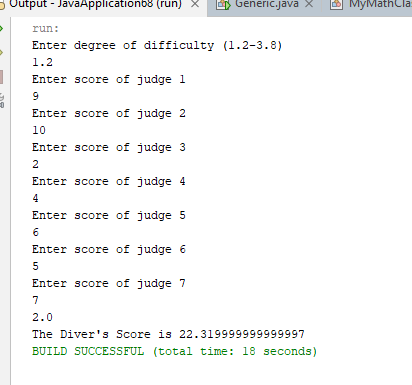 Output - JavaApplication68 (run) Generic.java
run:
Enter degree of difficulty (1.2-3.8)
1.2
Enter score of judge 1
9
Enter score of judge 2
10
Enter score of judge 3
2
Enter score of judge 4
4
Enter score of judge 5
6
Enter score of judge 6
5
Enter score of judge 7
7
2.0
The Diver's Score is 22.319999999999997
BUILD SUCCESSFUL (total time: 18 seconds)